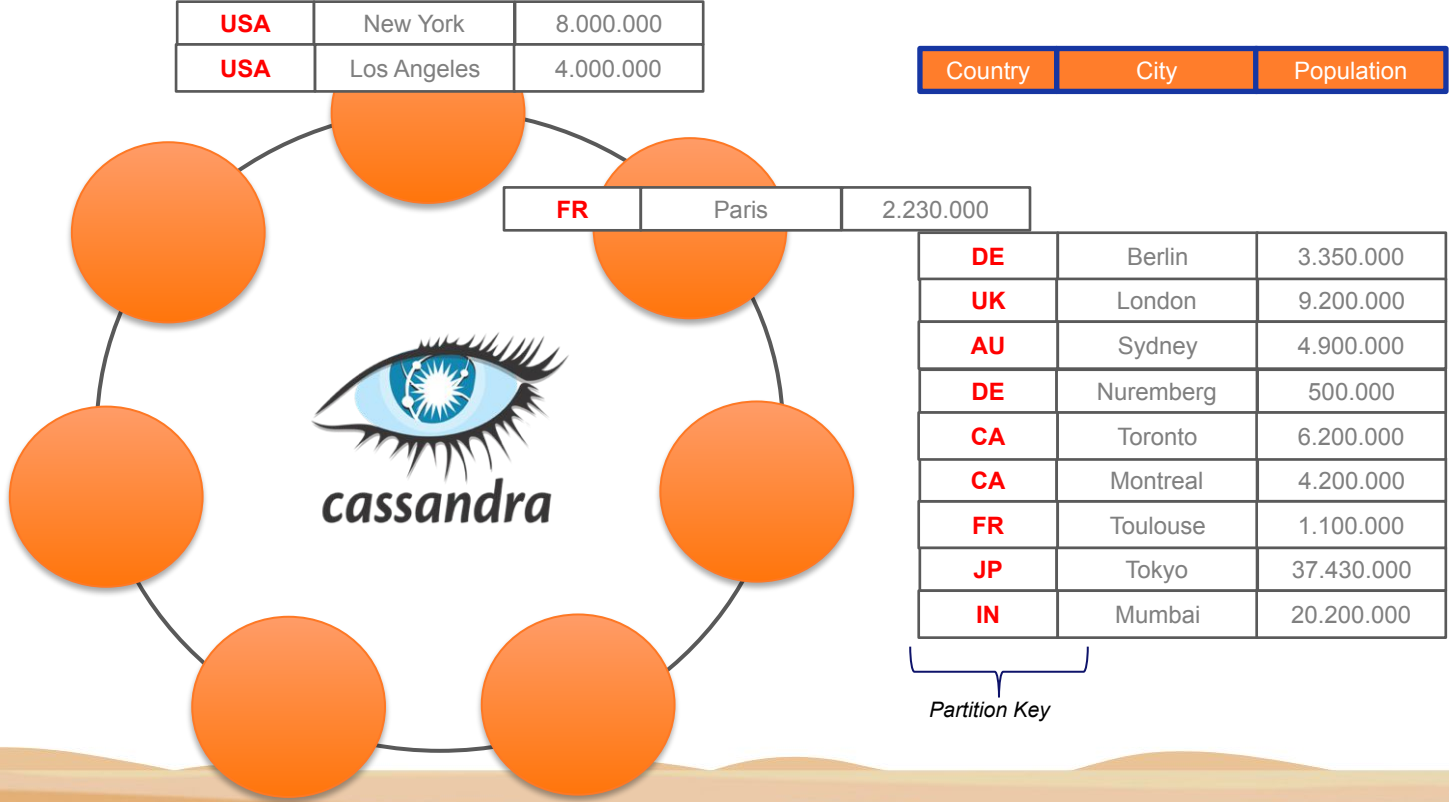 USA New York 8.000.000
USA Los Angeles 4.000.000
Country City Population
FR Paris 2.230.000
DE Berlin 3.350.000
UK London 9.200.000
AU Sydney 4.900.000
DE Nuremberg 500.000
CA Toronto 6.200.000
CA Montreal 4.200.000
FR Toulouse 1.100.000
JP Tokyo 37.430.000
IN Mumbai 20.200.000
cassandra
Partition Key